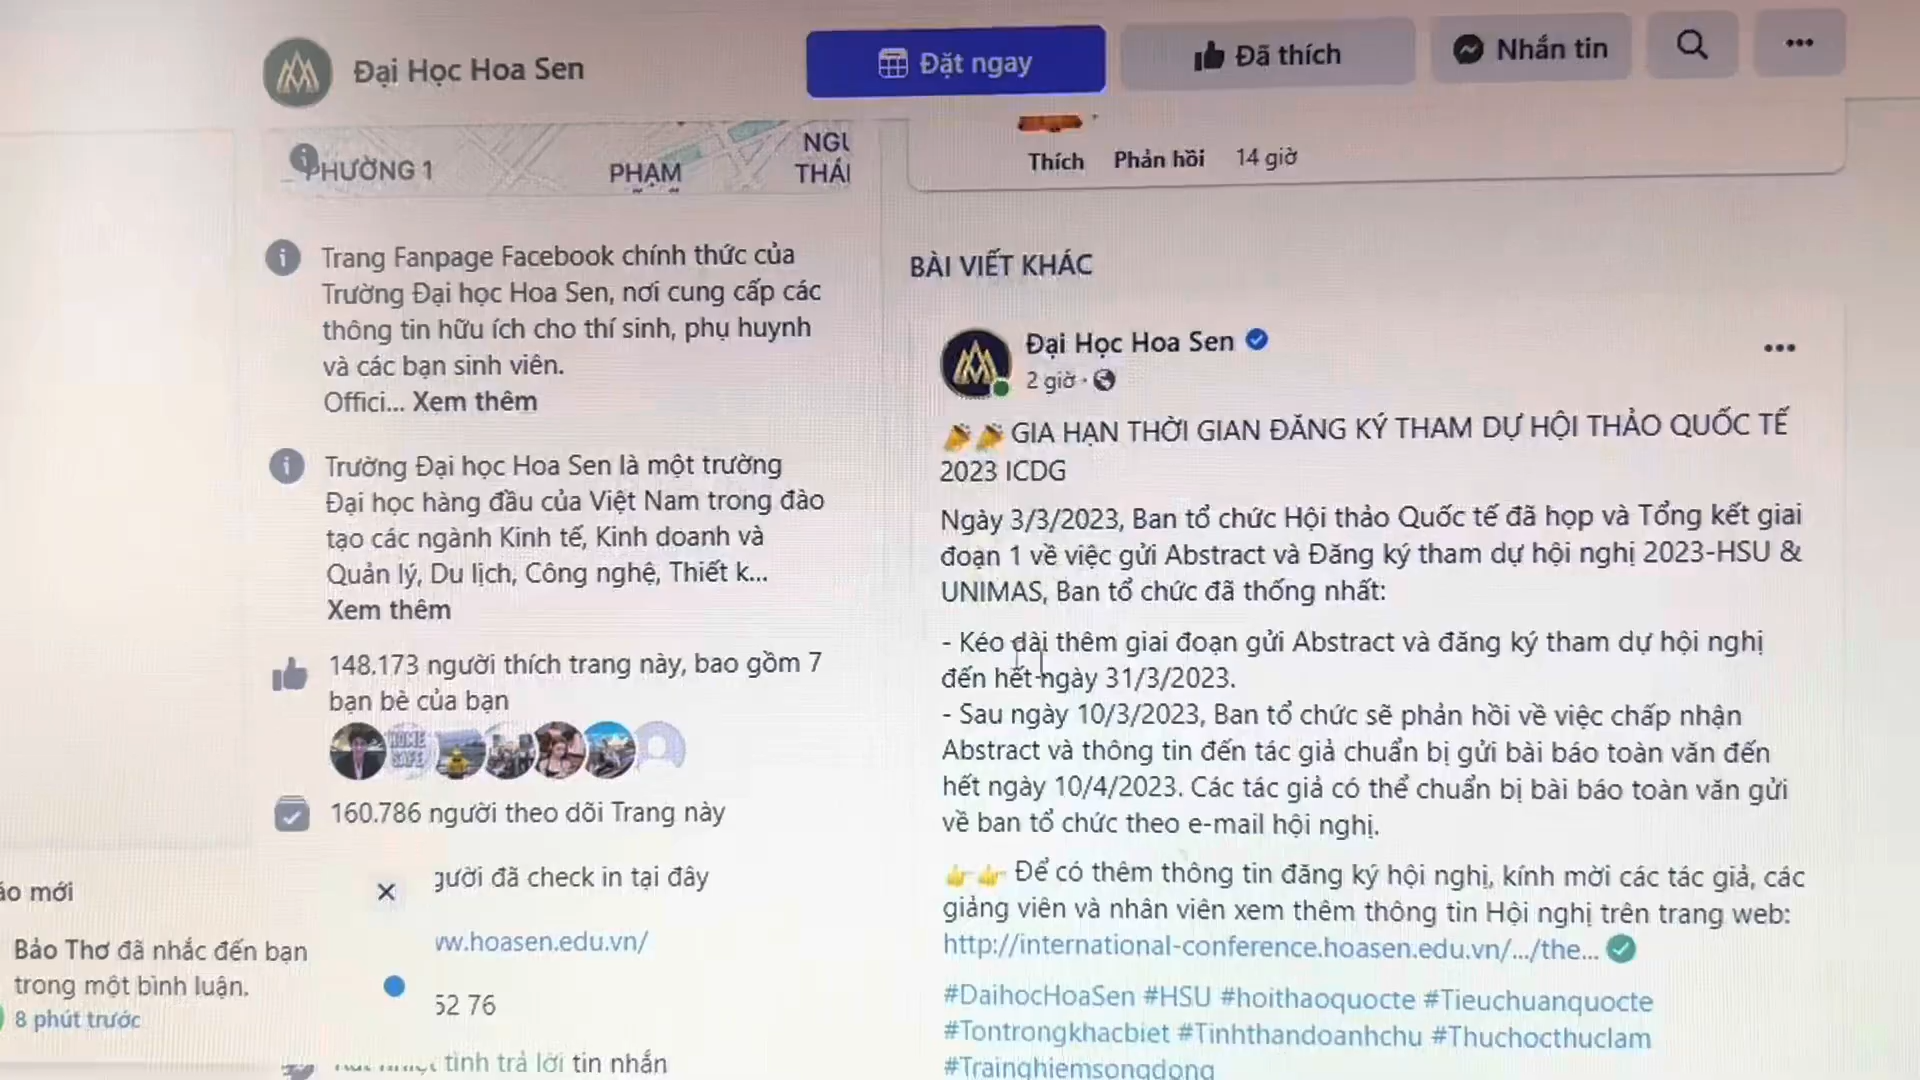 Đại Học Hoa Sen
Đặt ngay
Đã thích
Nhắn tin
PHƯỜNG 1
PHẠM
NGU
THÁI
Trang Fanpage Facebook chính thức của
Trường Đại học Hoa Sen, nơi cung cấp các
thông tin hữu ích cho thí sinh, phụ huynh
và các bạn sinh viên.
Offici... Xem thêm
Trường Đại học Hoa Sen là một trường
Đại học hàng đầu của Việt Nam trong đào
tạo các ngành Kinh tế, Kinh doanh và
Quản lý, Du lịch, Công nghệ, Thiết k...
Xem thêm
148.173 người thích trang này, bao gồm 7
bạn bè của bạn
HOME
SAFE
160.786 người theo dõi Trang này
gười đã check in tại đây
ww.hoasen.edu.vn/
52 76
tình trả lời tin nhắn
áo mới
Bảo Thơ đã nhắc đến bạn
trong một bình luận.
8 phút trước
Thích Phản hồi 14 giờ
BÀI VIẾT KHÁC
Đại Học Hoa Sen
2 giờ ·
GIA HẠN THỜI GIAN ĐĂNG KÝ THAM DỰ HỘI THẢO QUỐC TẾ
2023 ICDG
Ngày 3/3/2023, Ban tổ chức Hội thảo Quốc tế đã họp và Tổng kết giai
đoạn 1 về việc gửi Abstract và Đăng ký tham dự hội nghị 2023-HSU &
UNIMAS, Ban tổ chức đã thống nhất:
- Kéo dài thêm giai đoạn gửi Abstract và đăng ký tham dự hội nghị
đến hết ngày 31/3/2023.
- Sau ngày 10/3/2023, Ban tổ chức sẽ phản hồi về việc chấp nhận
Abstract và thông tin đến tác giả chuẩn bị gửi bài báo toàn văn đến
hết ngày 10/4/2023. Các tác giả có thể chuẩn bị bài báo toàn văn gửi
về ban tổ chức theo e-mail hội nghị.
Để có thêm thông tin đăng ký hội nghị, kính mời các tác giả, các
giảng viên và nhân viên xem thêm thông tin Hội nghị trên trang web:
http://international-conference.hoasen.edu.vn/.../the...
#DaihocHoaSen #HSU #hoithaoquocte #Tieuchuanquocte
#Tontrongkhacbiet #Tinhthandoanhchu #Thuchocthuclam
#Trainghiemsongdong